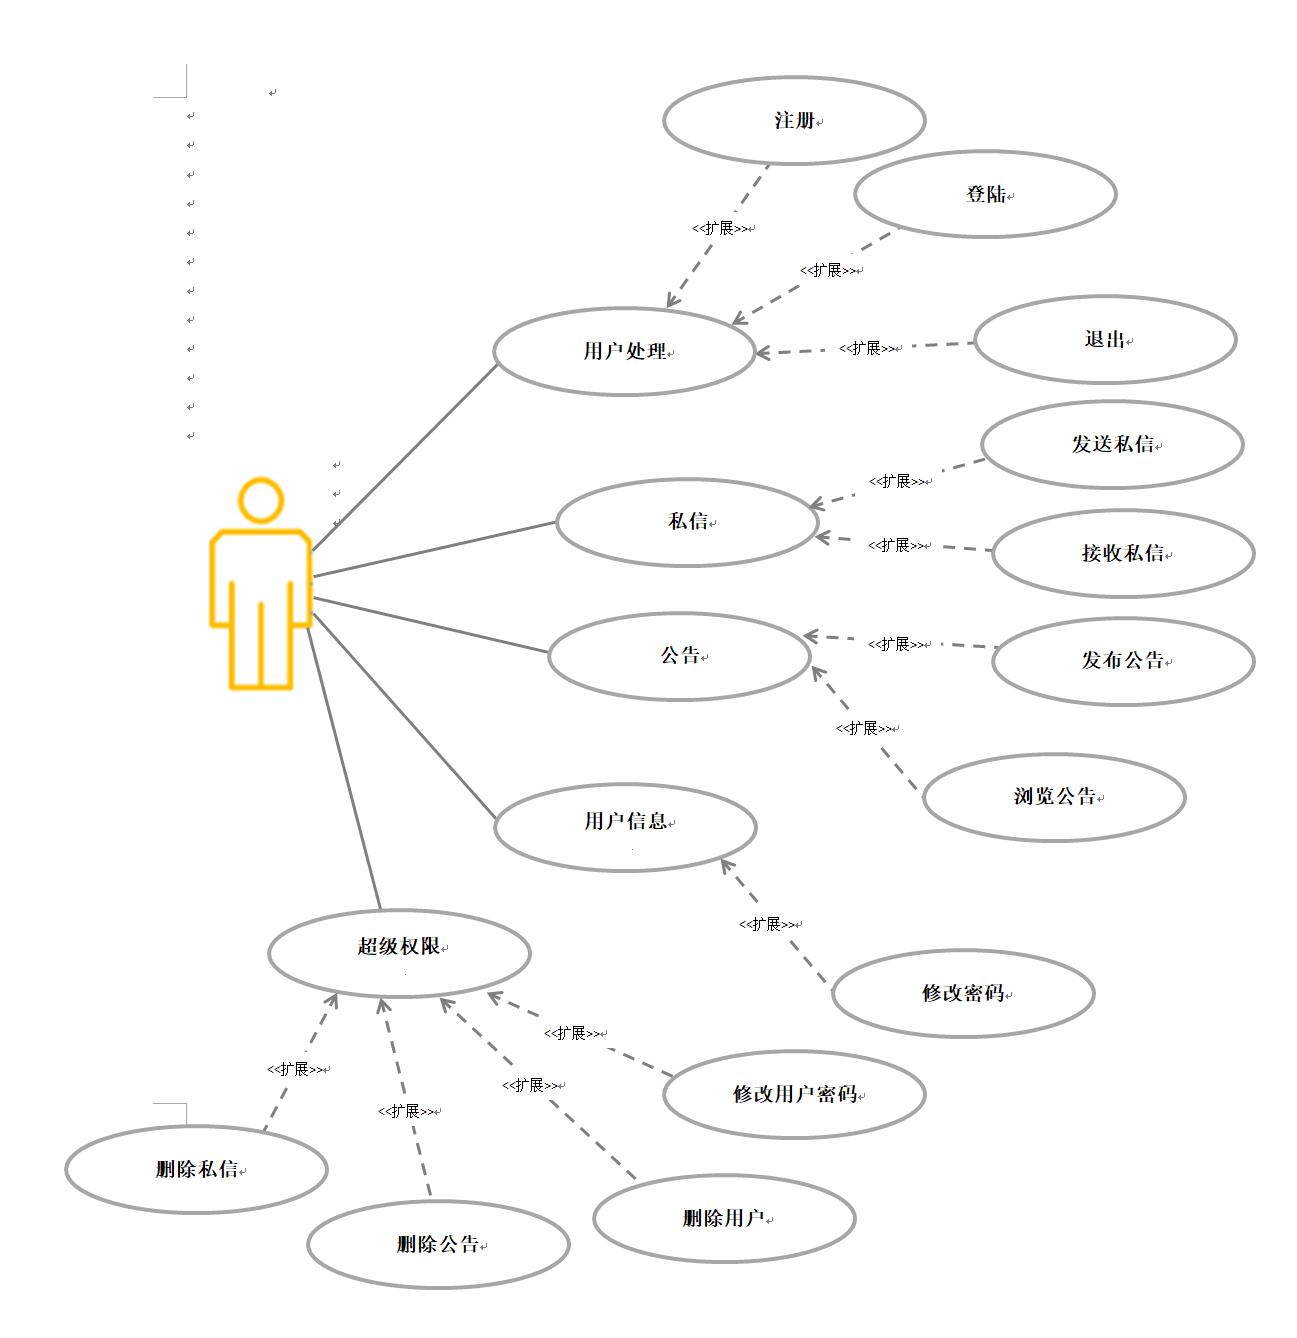 注册
登陆
<<扩展>>
<<扩展>>
退出
<<扩展>>
用户处理
发送私信
<<扩展>>
私信
<<扩展>>
接收私信
<<扩展>>
公告
发布公告
<<扩展>>
浏览公告
用户信息
<<扩展>>
超级权限
修改密码
<<扩展>>
<<扩展>>
<<扩展>>
修改用户密码
<<扩展>>
删除私信
删除用户
删除公告